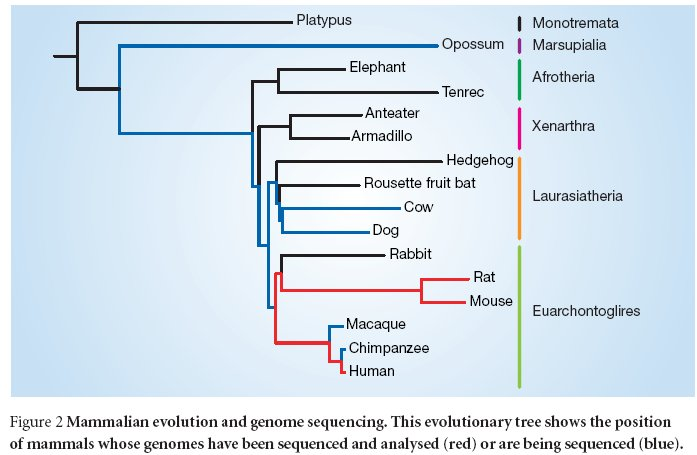 Platypus
Monotremata
Opossum
Marsupialia
Elephant
Afrotheria
Tenrec
Anteater
Xenarthra
Armadillo
Hedgehog
Rousette fruit bat
Laurasiatheria
Cow
Dog
Rabbit
Rat
Mouse
Euarchontoglires
Macaque
Chimpanzee
Human
Figure 2 Mammalian evolution and genome sequencing. This evolutionary tree shows the position
of mammals whose genomes have been sequenced and analysed (red) or are being sequenced (blue).